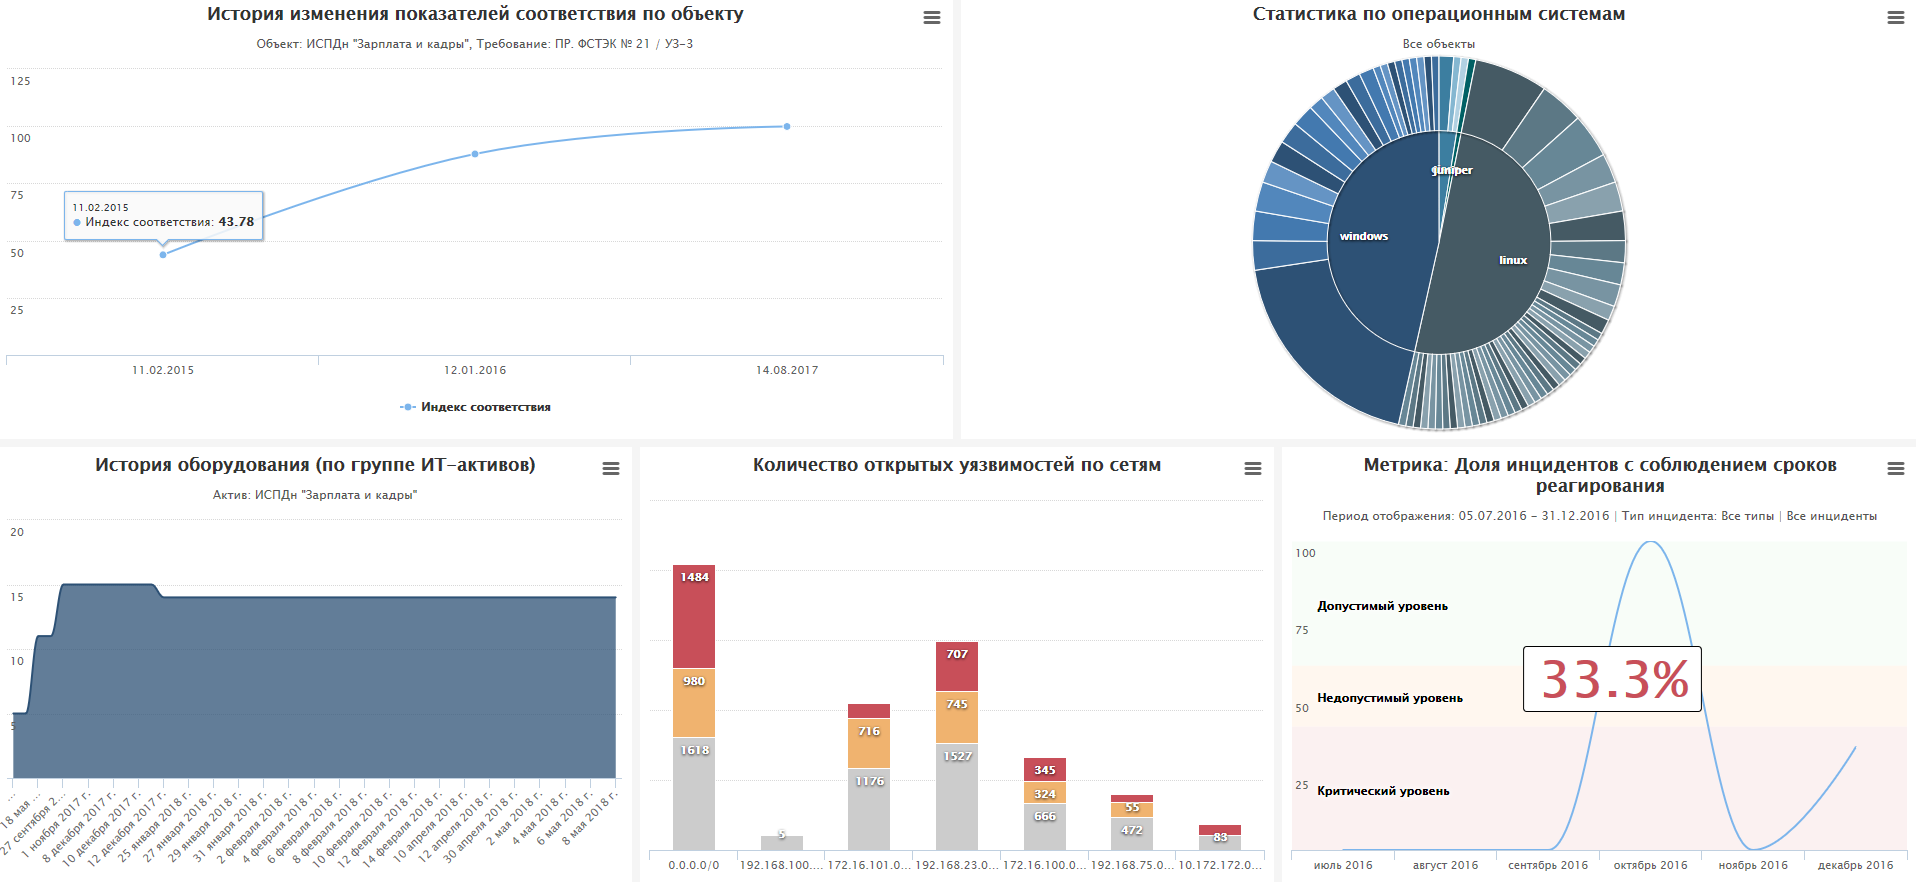 История изменения показателей соответствия по объекту
Объект: ИСПДн "Зарплата и кадры", Требование: ПР. ФСТЭК № 21 / УЗ-3
125
100
75
50
25
11.02.2015
Индекс соответствия: 43.78
11.02.2015
12.01.2016
14.08.2017
Индекс соответствия
Статистика по операционным системам
Все объекты
juniper
windows
linux
История оборудования (по группе ИТ-активов)
Актив: ИСПДн "Зарплата и кадры"
20
15
10
5
...
18 мая ...
27 сентября 2...
1 ноября 2017 г.
8 декабря 2017 г.
10 декабря 2017 г.
12 декабря 2017 г.
25 января 2018 г.
27 января 2018 г.
29 января 2018 г.
31 января 2018 г.
2 февраля 2018 г.
4 февраля 2018 г.
6 февраля 2018 г.
8 февраля 2018 г.
10 февраля 2018 г.
12 февраля 2018 г.
14 февраля 2018 г.
10 апреля 2018 г.
12 апреля 2018 г.
30 апреля 2018 г.
2 мая 2018 г.
4 мая 2018 г.
6 мая 2018 г.
8 мая 2018 г.
Количество открытых уязвимостей по сетям
1484
980
1618
5
716
1176
707
745
1527
345
324
666
55
472
83
0.0.0.0/0
192.168.100....
172.16.101.0...
192.168.23.0...
172.16.100.0...
192.168.75.0...
10.172.172.0...
Метрика: Доля инцидентов с соблюдением сроков
реагирования
Период отображения: 05.07.2016 - 31.12.2016 | Тип инцидента: Все типы | Все инциденты
100
Допустимый уровень
75
33.3%
Недопустимый уровень
50
25
Критический уровень
июль 2016
август 2016
сентябрь 2016
октябрь 2016
ноябрь 2016
декабрь 2016